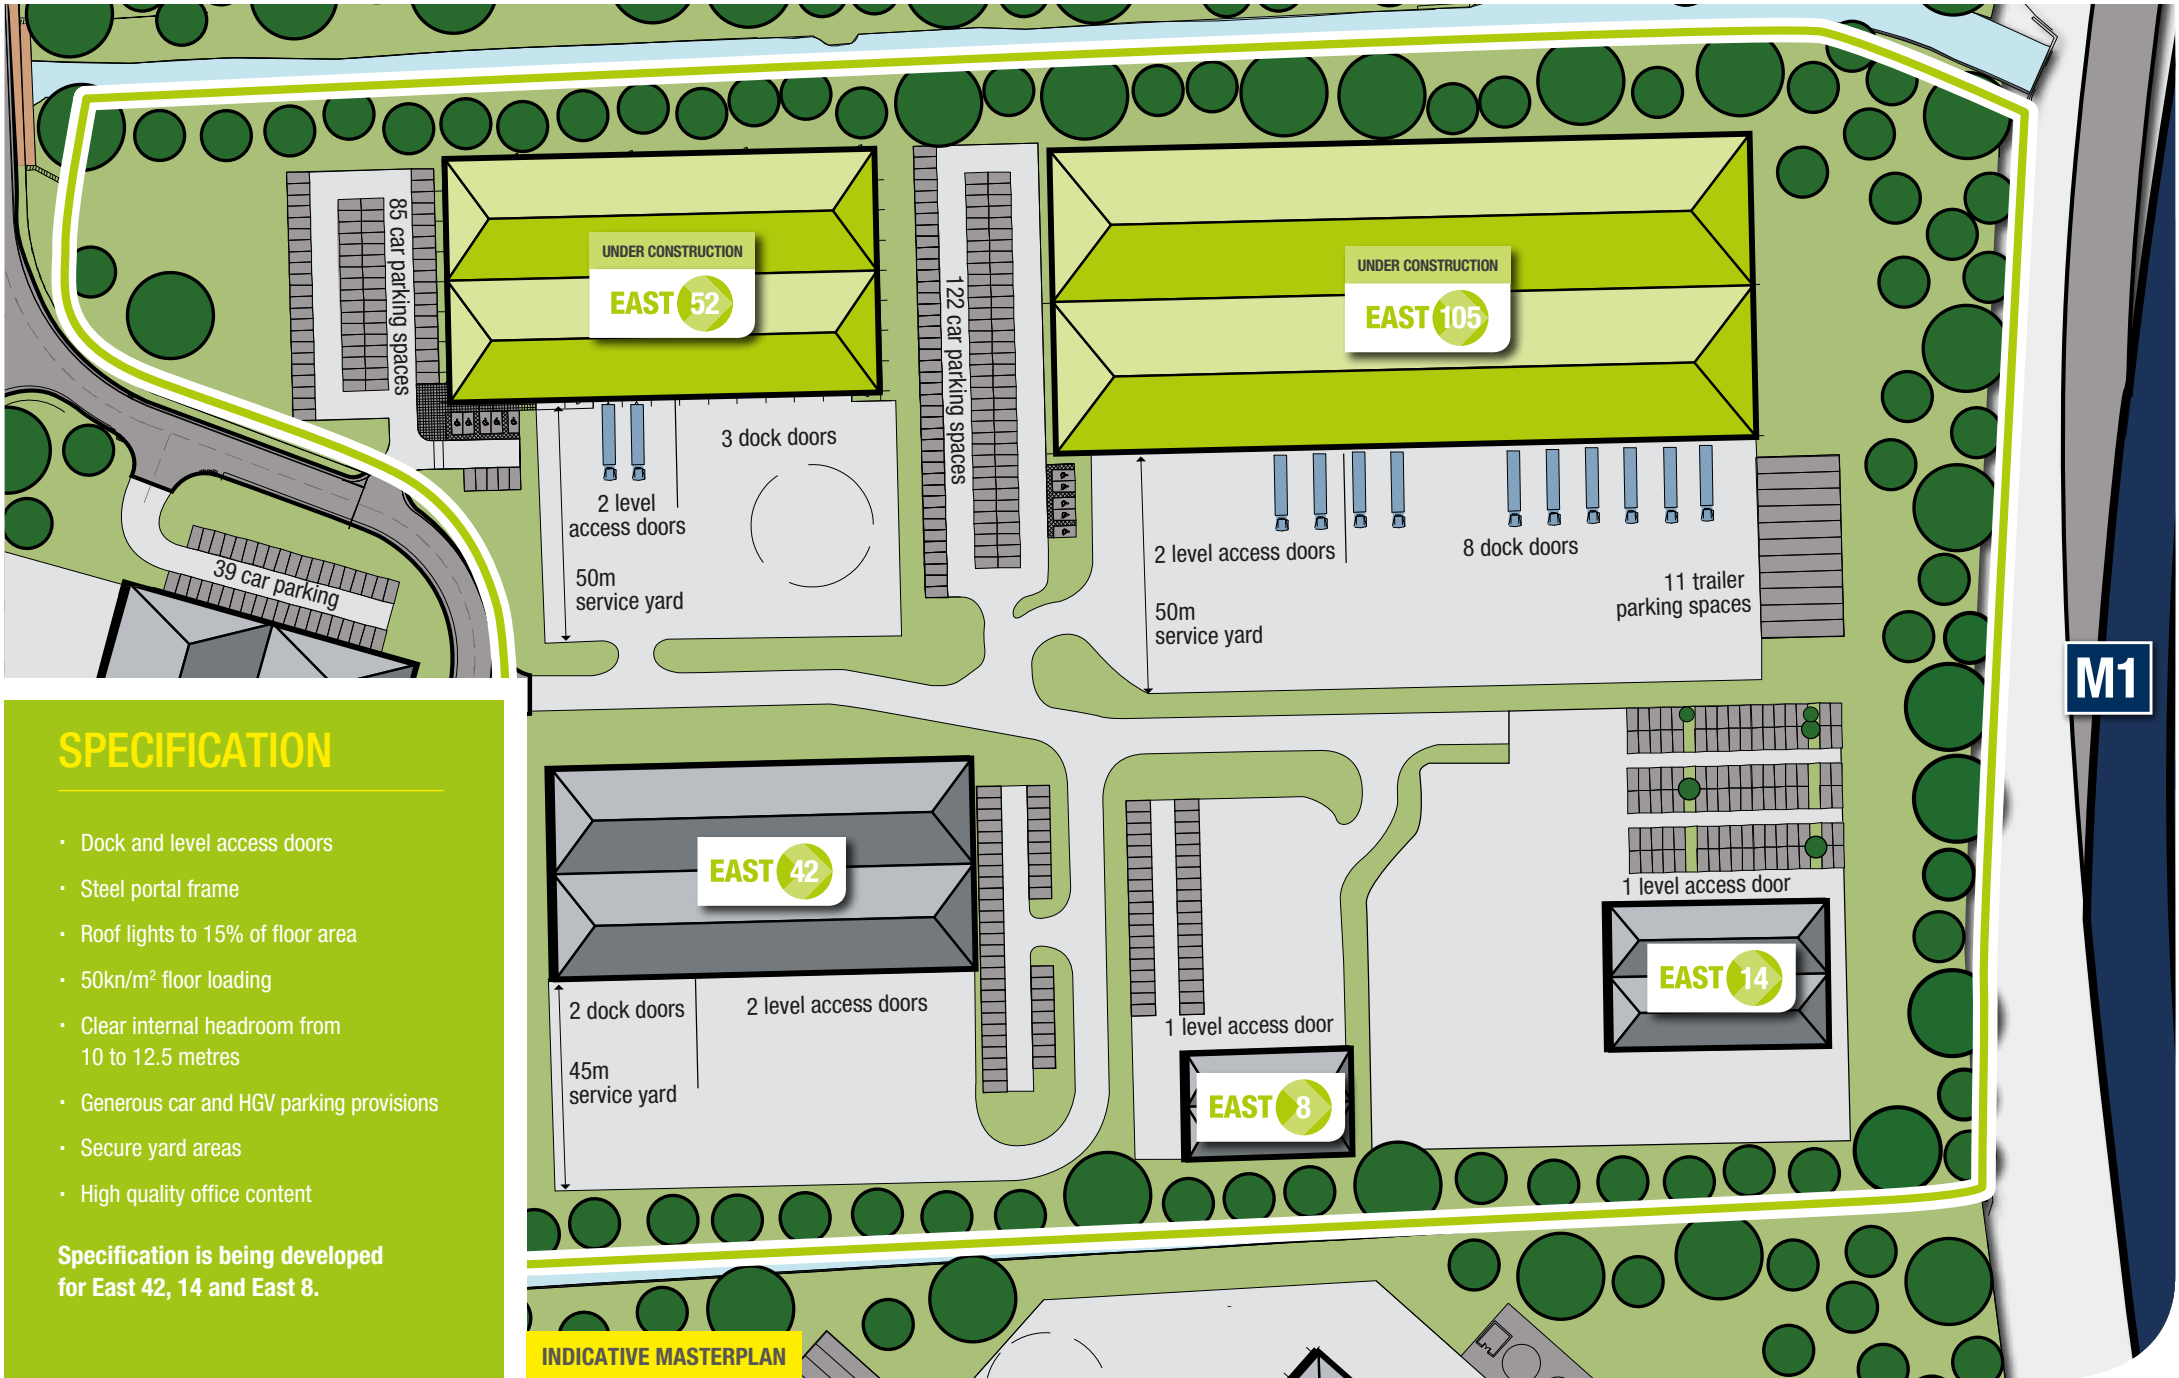 85 car parking spaces
UNDER CONSTRUCTION
EAST 52
122 car parking spaces
UNDER CONSTRUCTION
EAST 105
3 dock doors
2 level
access doors
50m
service yard
2 level access doors
8 dock doors
11 trailer
parking spaces
50m
service yard
39 car parking
M1
SPECIFICATION
· Dock and level access doors
· Steel portal frame
· Roof lights to 15% of floor area
· 50kn/m² floor loading
· Clear internal headroom from
10 to 12.5 metres
· Generous car and HGV parking provisions
· Secure yard areas
· High quality office content
Specification is being developed
for East 42, 14 and East 8.
EAST 42
2 dock doors
2 level access doors
45m
service yard
1 level access door
EAST 8
1 level access door
EAST 14
INDICATIVE MASTERPLAN